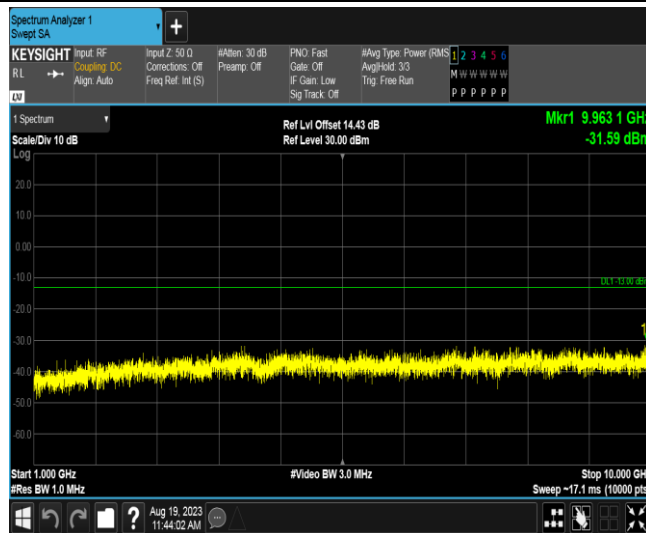 Spectrum Analyzer 1
Swept SA
+
KEYSIGHT Input: RF Input Z: 50 Ω #Atten: 30 dB PNO: Fast #Avg Type: Power (RMS 1 2 3 4 5 6
RL Coupling: DC Corrections: Off Preamp: Off Gate: Off Avg|Hold: 3/3 M W W W W W
Align: Auto Freq Ref: Int (S) IF Gain: Low Trig: Free Run
LXI Sig Track: Off P P P P P P
1 Spectrum Ref Lvl Offset 14.43 dB Mkr1 9.963 1 GHz
Scale/Div 10 dB Ref Level 30.00 dBm -31.59 dBm
Log
20.0
10.0
0.00
-10.0
DL1 -13.00 dBm
-20.0
1
-30.0
-40.0
-50.0
-60.0
Start 1.000 GHz #Video BW 3.0 MHz Stop 10.000 GH
#Res BW 1.0 MHz Sweep ~17.1 ms (10000 pts
? Aug 19, 2023
11:44:02 AM